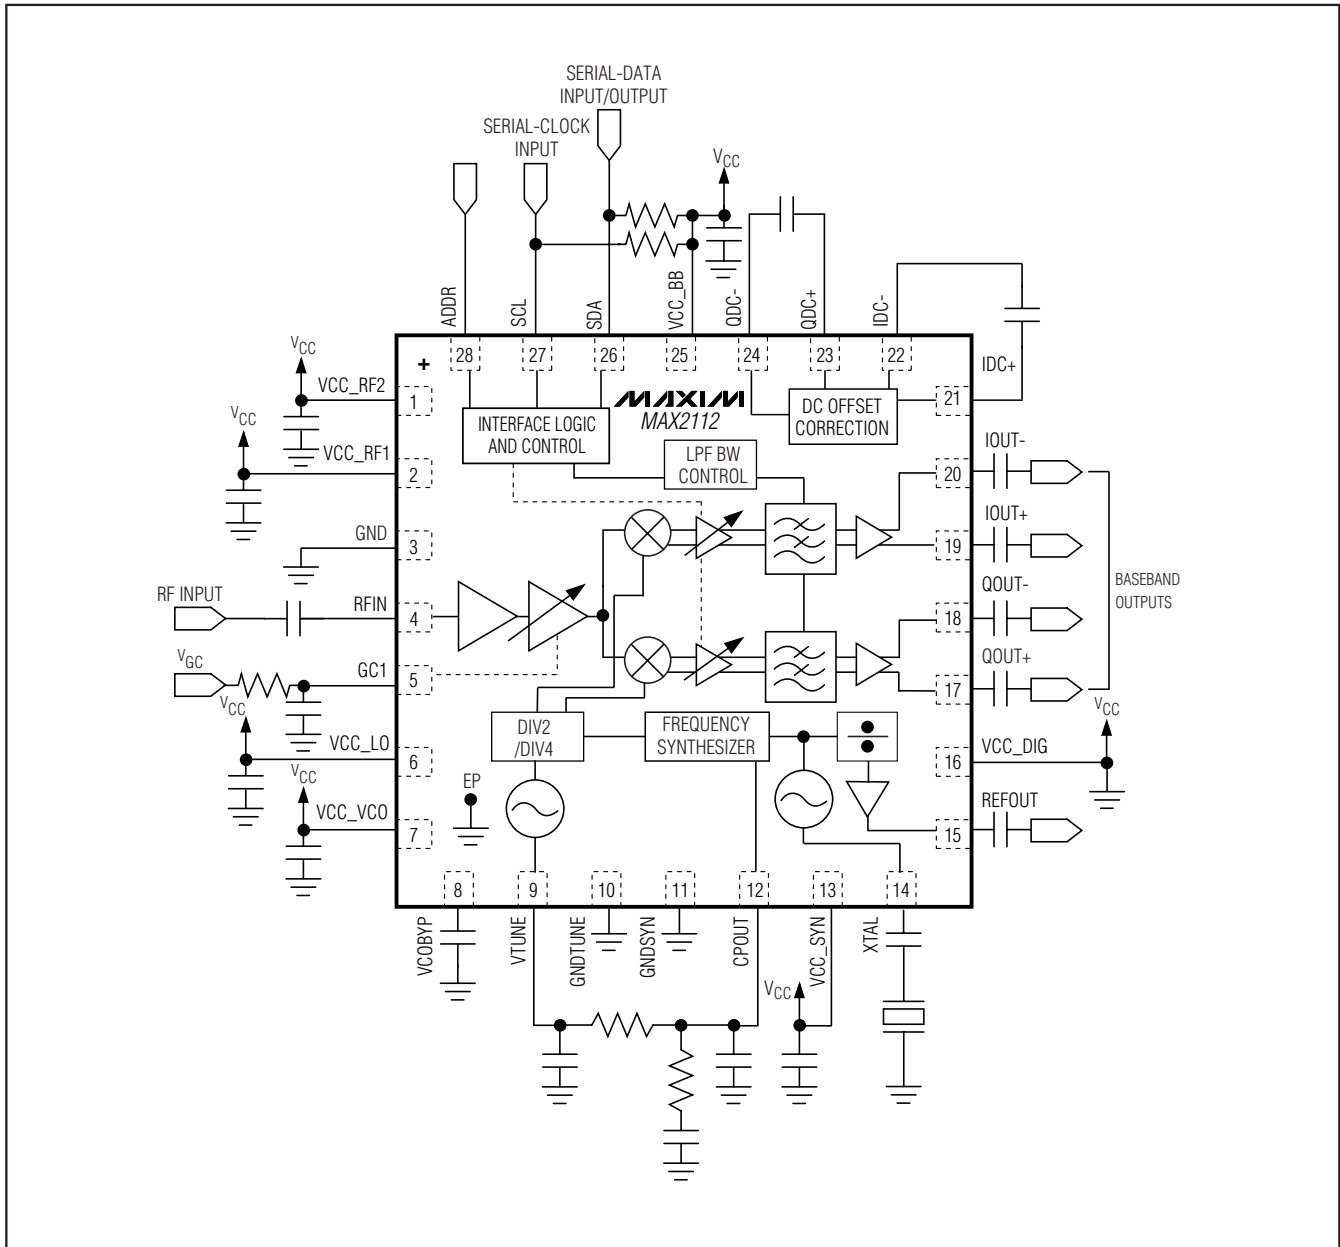 SERIAL-DATA
INPUT/OUTPUT
SERIAL-CLOCK
INPUT
VCC
ADDR
SCL
SDA
VCC_BB
QDC-
QDC+
IDC-
28
27
26
25
24
23
22
+
VCC
VCC_RF2
1
VCC
VCC_RF1
2
GND
3
RF INPUT
RFIN
4
VGC
GC1
5
VCC
VCC_LO
6
VCC
VCC_VCO
7
MAXIM
MAX2112
INTERFACE LOGIC
AND CONTROL
DC OFFSET
CORRECTION
LPF BW
CONTROL
DIV2
/DIV4
FREQUENCY
SYNTHESIZER
EP
IDC+
21
IOUT-
20
IOUT+
19
QOUT-
18
QOUT+
17
BASEBAND
OUTPUTS
VCC
VCC_DIG
16
REFOUT
15
8
9
10
11
12
13
14
VCOBYP
VTUNE
GNDTUNE
GNDSYN
CPOUT
VCC_SYN
XTAL
VCC